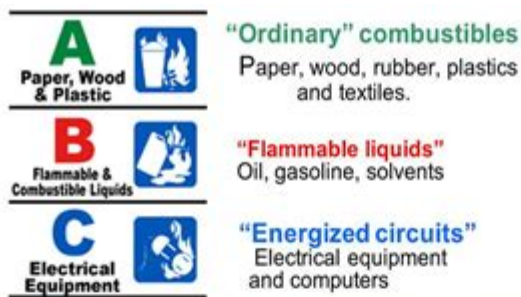 A
Paper, Wood
& Plastic
“Ordinary” combustibles
Paper, wood, rubber, plastics
and textiles.
B
Flammable &
Combustible Liquids
“Flammable liquids”
Oil, gasoline, solvents
C
Electrical
Equipment
“Energized circuits”
Electrical equipment
and computers